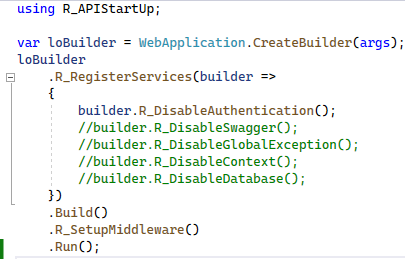 using R_APIStartUp;
var loBuilder = WebApplication.CreateBuilder(args);
loBuilder
.R_RegisterServices(builder =>
{
builder.R_DisableAuthentication();
//builder.R_DisableSwagger();
//builder.R_DisableGlobalException();
//builder.R_DisableContext();
//builder.R_DisableDatabase();
})
.Build()
.R_SetupMiddleware()
.Run();